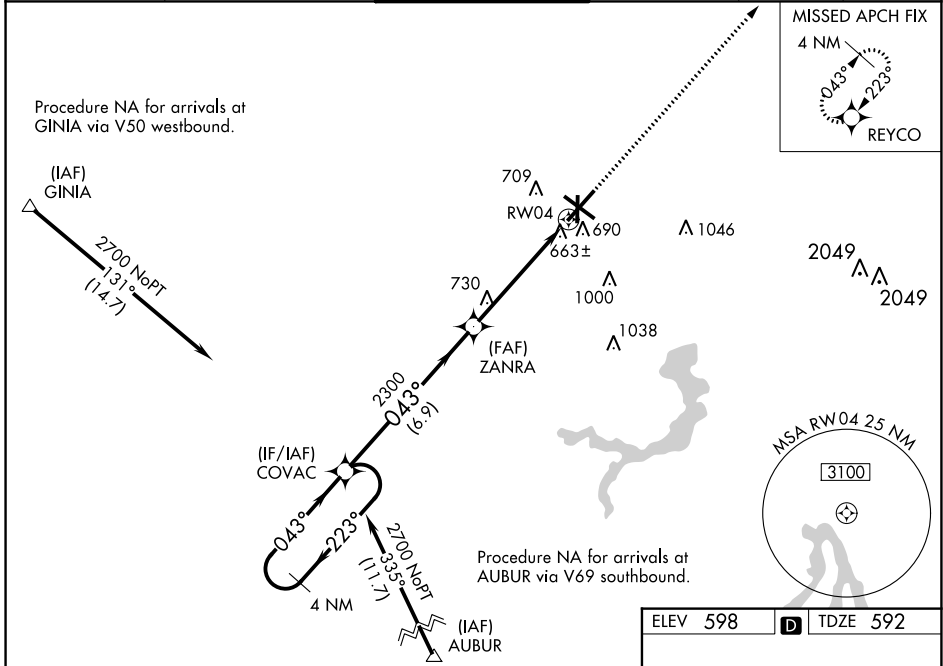 MISSED APCH FIX
4 NM
043°
223°
REYCO
Procedure NA for arrivals at
GINIA via V50 westbound.
(IAF)
GINIA
2700 NoPT
131°
(14.7)
709
RW04
690
663±
1046
2049
2049
1000
730
1038
(FAF)
ZANRA
2300
043°
(6.9)
(IF/IAF)
COVAC
043°
223°
4 NM
2700 NoPT
335°
(11.7)
(IAF)
AUBUR
Procedure NA for arrivals at
AUBUR via V69 southbound.
MSA RW04 25 NM
3100
ELEV 598 D TDZE 592